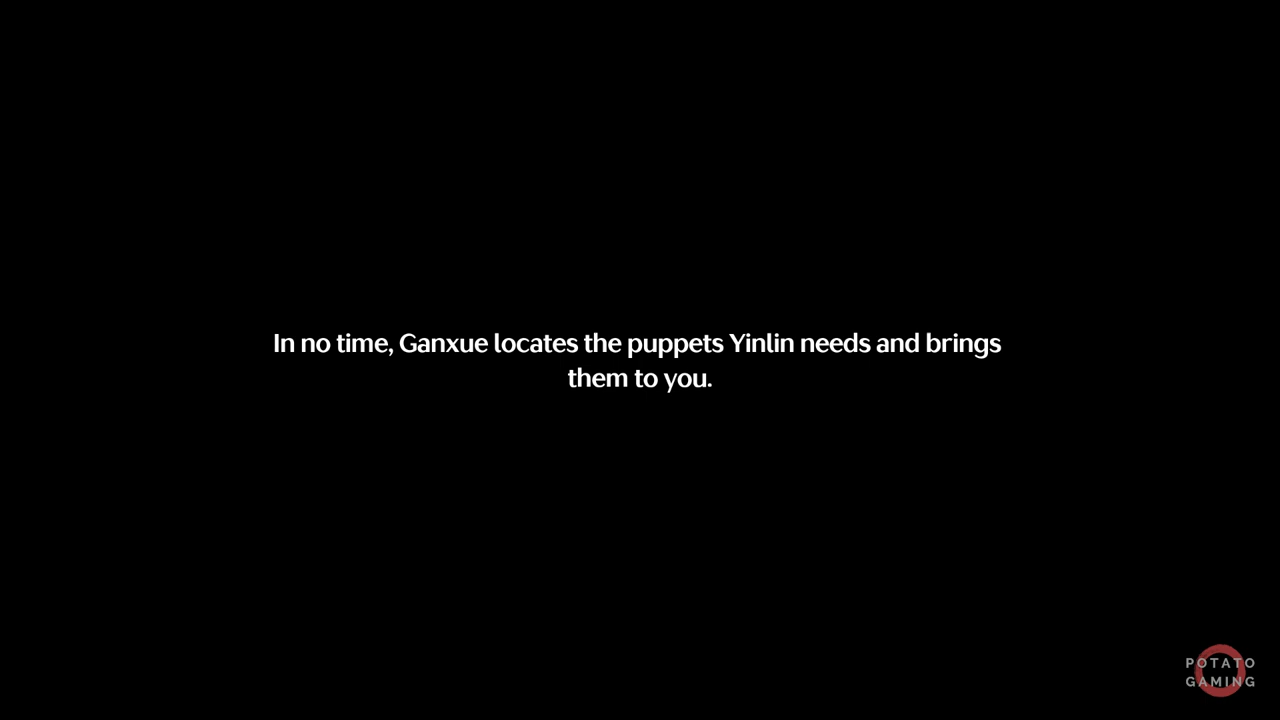 In no time, Ganxue locates the puppets Yinlin needs and brings
them to you.
POTATO
GAMING